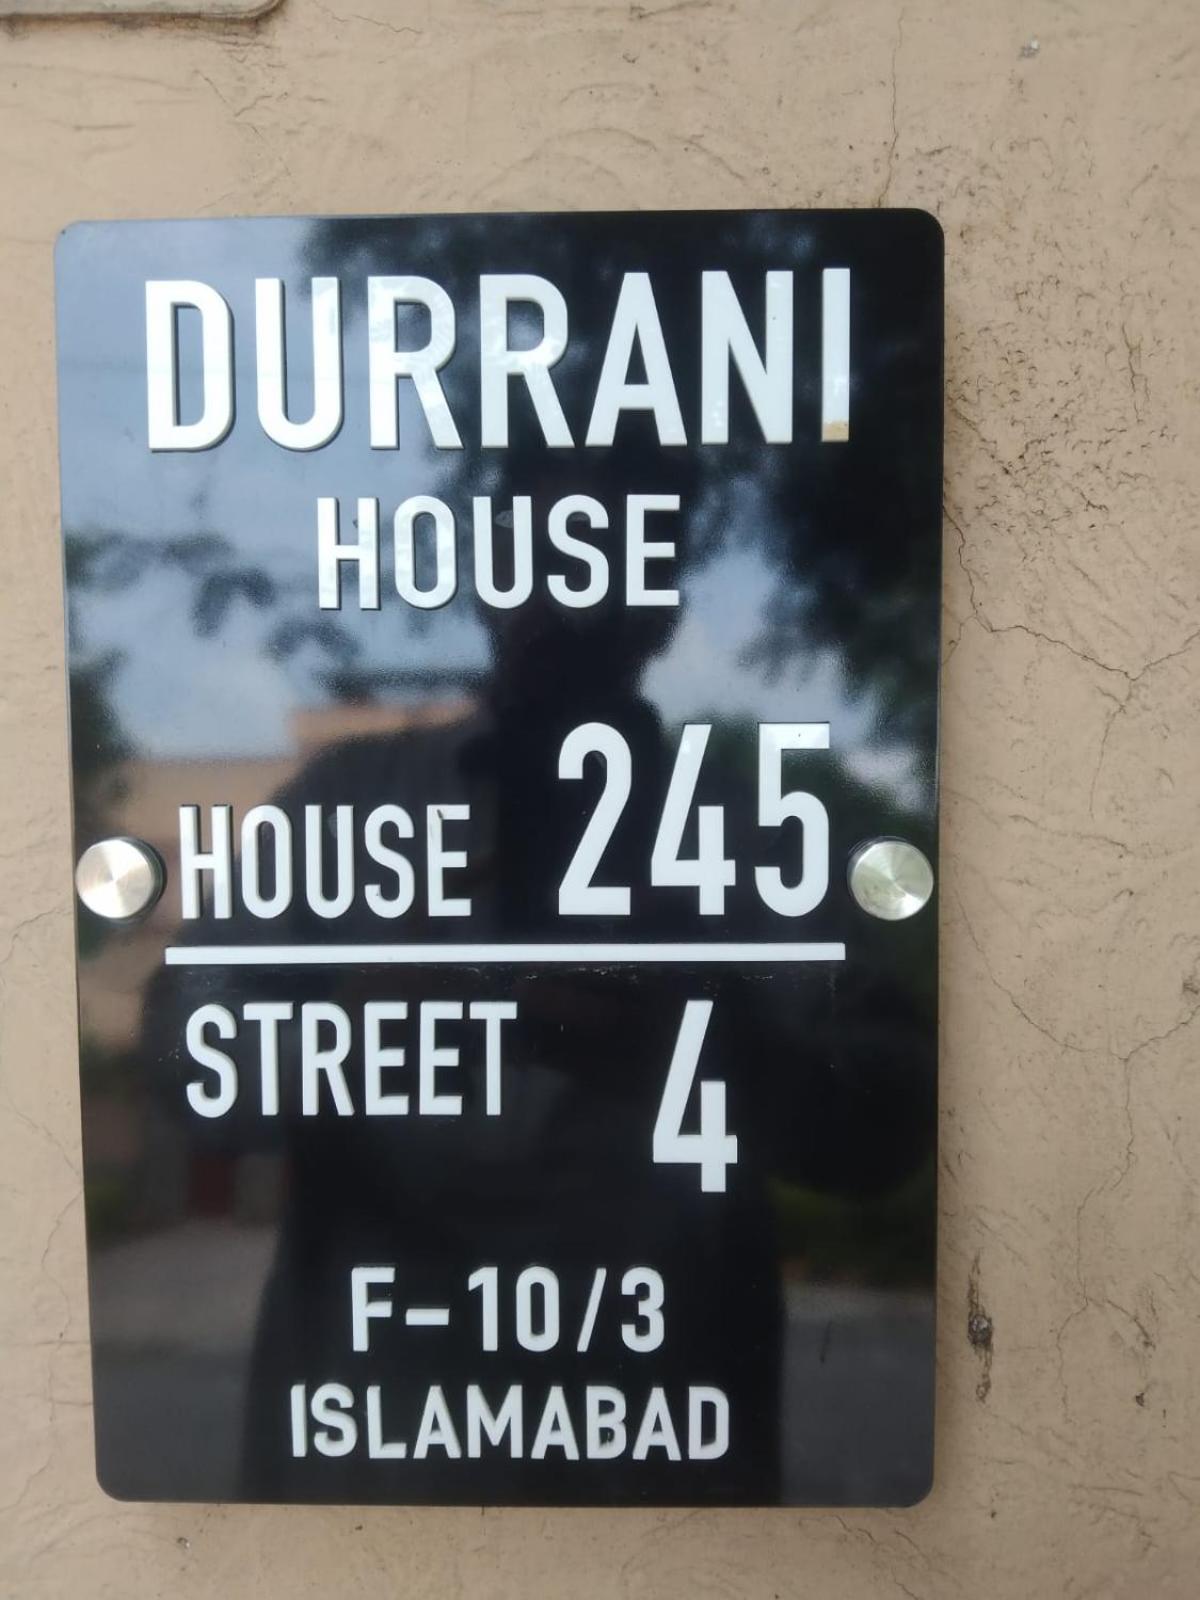 DURRANI
HOUSE
HOUSE 245
STREET 4
F-10/3
ISLAMABAD